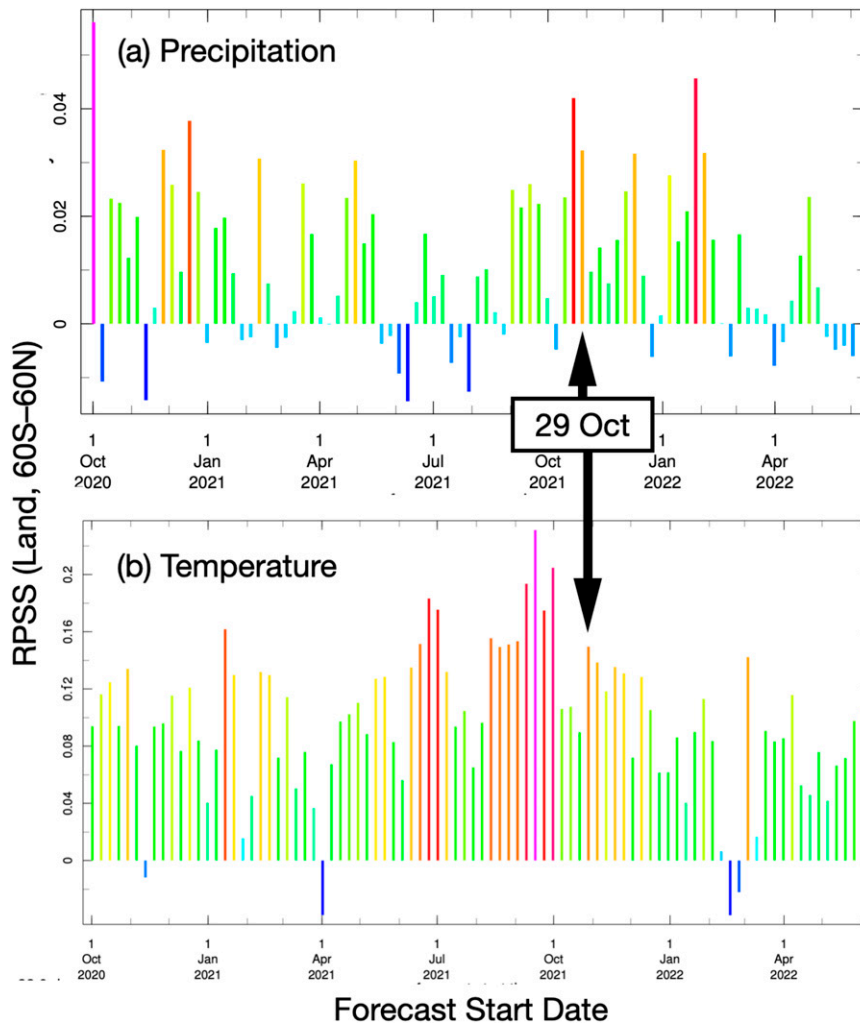 (a) Precipitation
0.04
0.02
0
1 1 1 1 1 1 1
Oct Jan Apr Jul Oct Jan Apr
2020 2021 2021 2021 2021 2022 2022
29 Oct
RPSS (Land, 60S–60N)
(b) Temperature
0.2
0.16
0.12
0.08
0.04
0
1 1 1 1 1 1 1
Oct Jan Apr Jul Oct Jan Apr
2020 2021 2021 2021 2021 2022 2022
Forecast Start Date